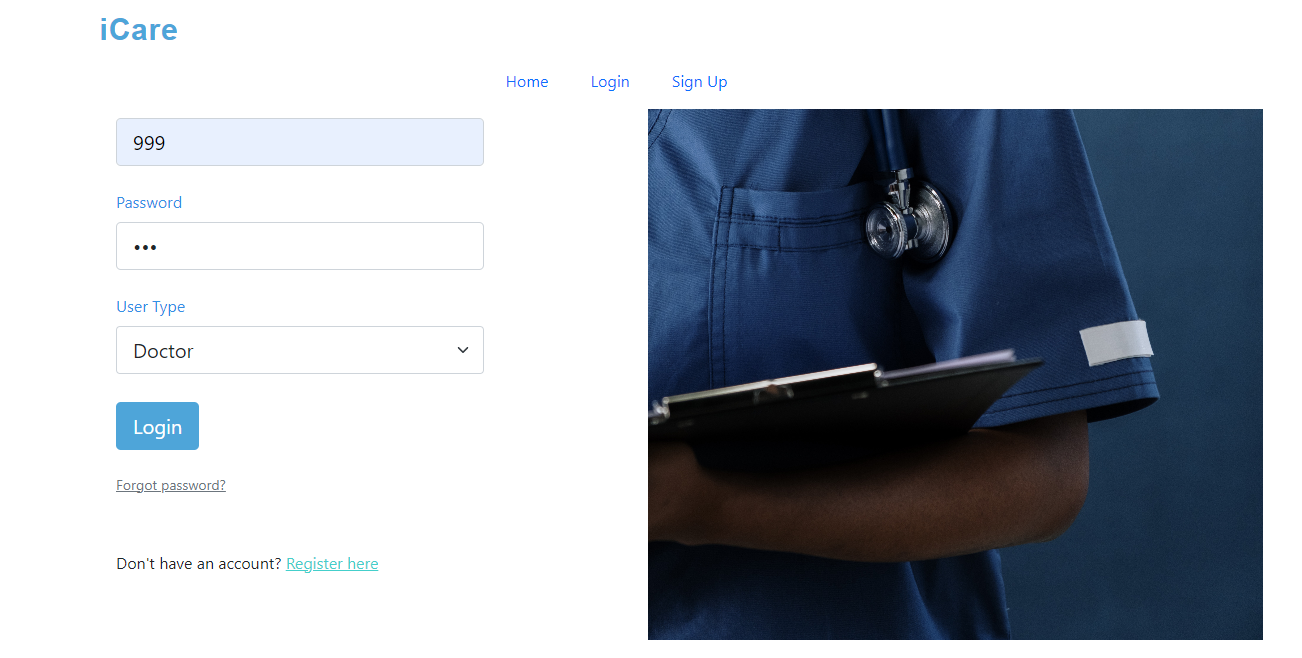 iCare
Home Login Sign Up
999
Password
•••
User Type
Doctor
Login
Forgot password?
Don't have an account? Register here